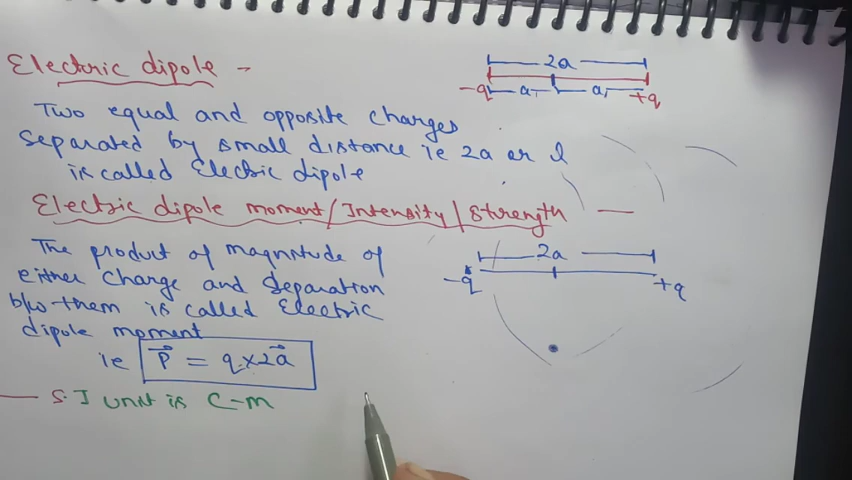 Electric dipole -
2a
-q a a +q
Two equal and opposite charges
separated by small distance ie 2a or l
is called Electric dipole
Electric dipole moment/Intensity/Strength —
The product of magnitude of
either charge and separation
b/w them is called Electric
dipole moment
2a
-q +q
ie P⃗ = q×2a⃗
— S.I unit is C-m